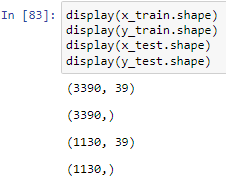 In [83]: display(x_train.shape)
display(y_train.shape)
display(x_test.shape)
display(y_test.shape)
(3390, 39)
(3390,)
(1130, 39)
(1130,)